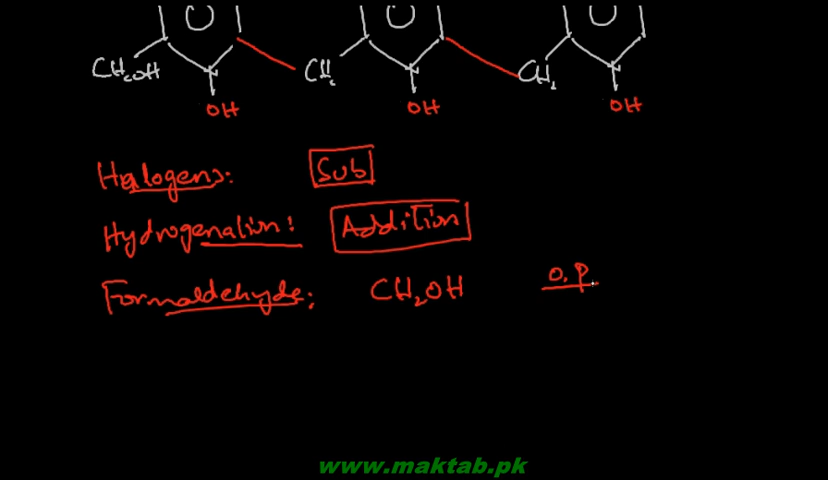 CH₂OH CH₂ CH₂
OH OH OH
Halogens: Sub
Hydrogenation: Addition
Formaldehyde: CH₂OH O.P
www.maktab.pk